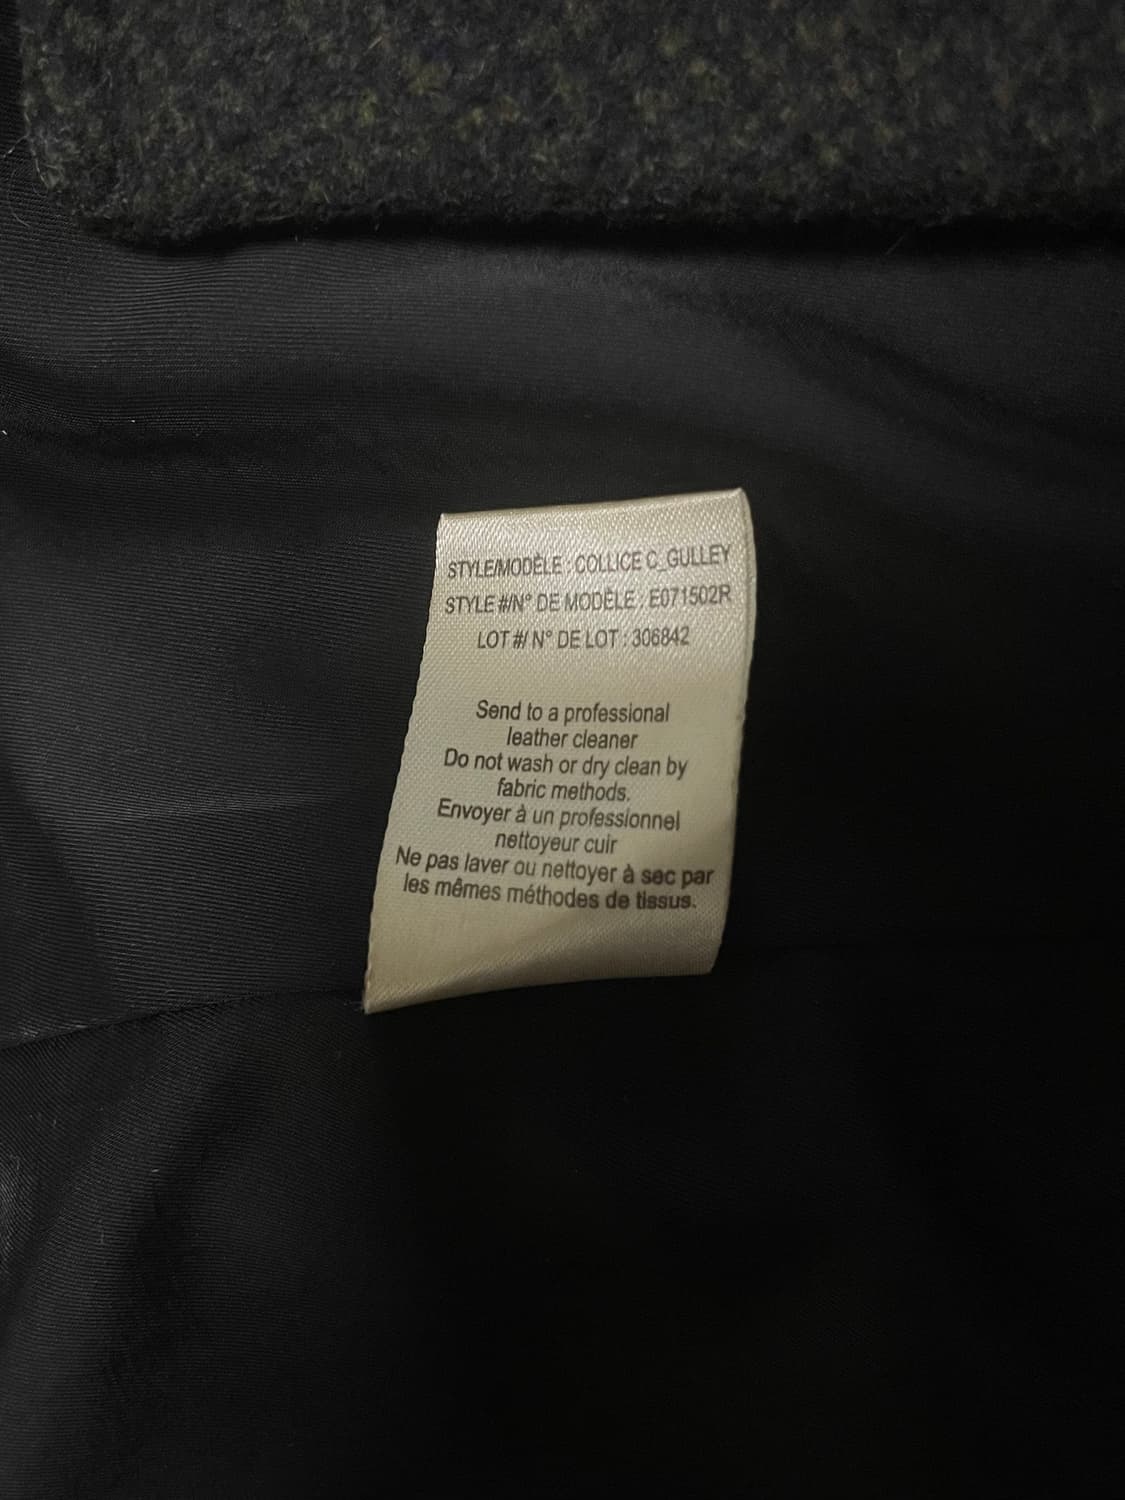 STYLE/MODÈLE : COLLICE C_GULLEY
STYLE #/N° DE MODÈLE : E071502R
LOT #/ N° DE LOT : 306842
Send to a professional
leather cleaner
Do not wash or dry clean by
fabric methods.
Envoyer à un professionnel
nettoyeur cuir
Ne pas laver ou nettoyer à sec par
les mêmes méthodes de tissus.